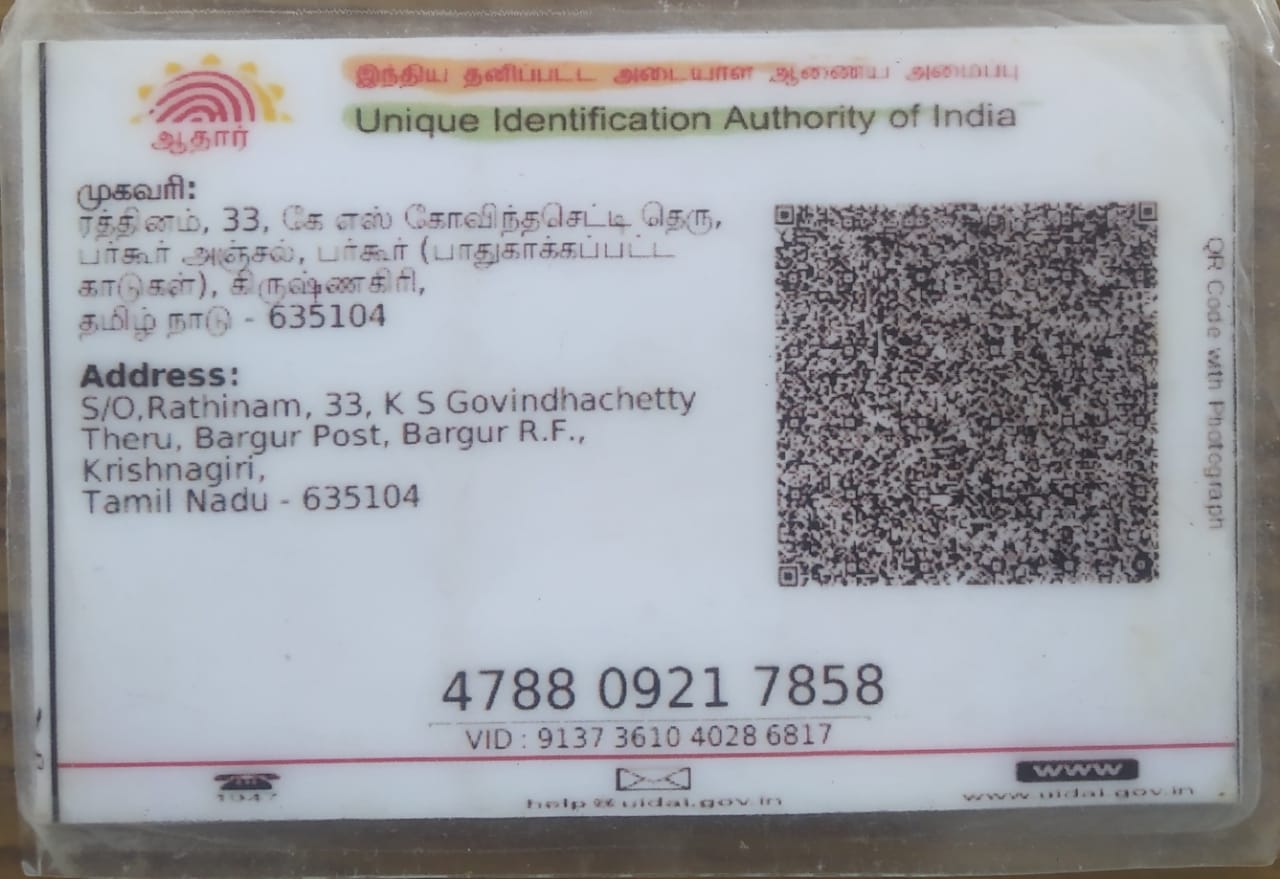 இந்திய தனிப்பட்ட அடையாள ஆணைய அமைப்பு
Unique Identification Authority of India
ஆதார்
முகவரி:
ரத்தினம், 33, கே எஸ் கோவிந்தசெட்டி தெரு,
பர்கூர் அஞ்சல், பர்கூர் (பாதுகாக்கப்பட்ட
காடுகள்), கிருஷ்ணகிரி,
தமிழ் நாடு - 635104
Address:
S/O,Rathinam, 33, K S Govindhachetty
Theru, Bargur Post, Bargur R.F.,
Krishnagiri,
Tamil Nadu - 635104
QR Code with Photograph
4788 0921 7858
VID : 9137 3610 4028 6817
1947
help@uidai.gov.in
www
www.uidai.gov.in